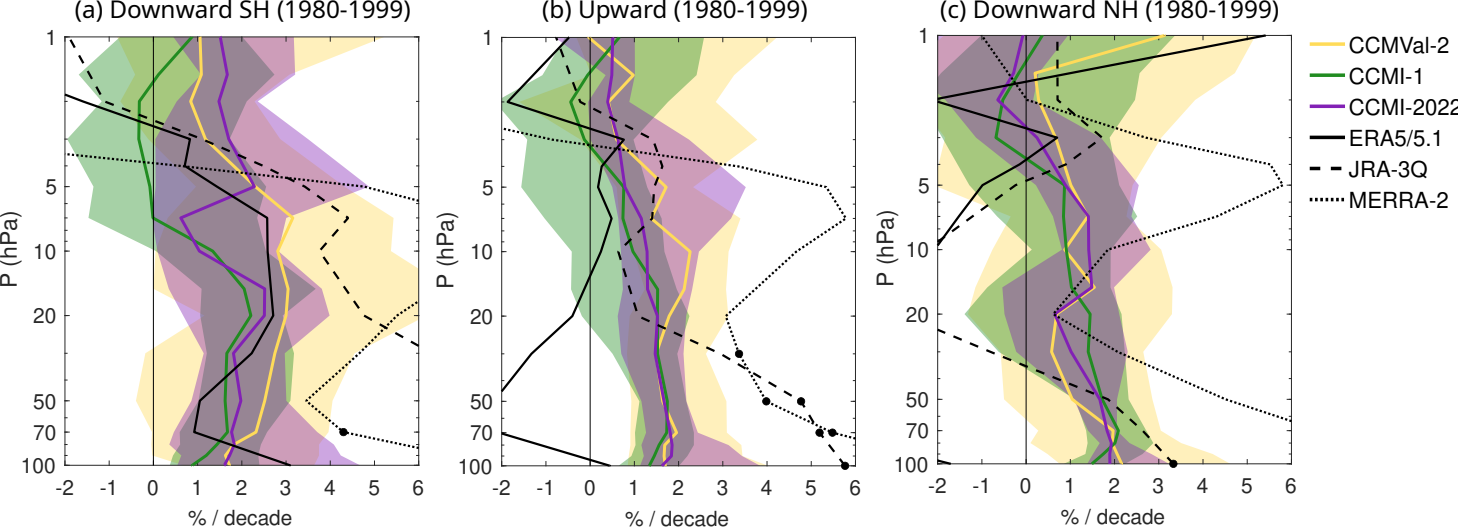 (a) Downward SH (1980-1999)
(b) Upward (1980-1999)
(c) Downward NH (1980-1999)
P (hPa)
1
5
10
20
50
70
100
-2 -1 0 1 2 3 4 5 6
% / decade
P (hPa)
1
5
10
20
50
70
100
-2 -1 0 1 2 3 4 5 6
% / decade
P (hPa)
1
5
10
20
50
70
100
-2 -1 0 1 2 3 4 5 6
% / decade
CCMVal-2
CCMI-1
CCMI-2022
ERA5/5.1
JRA-3Q
MERRA-2